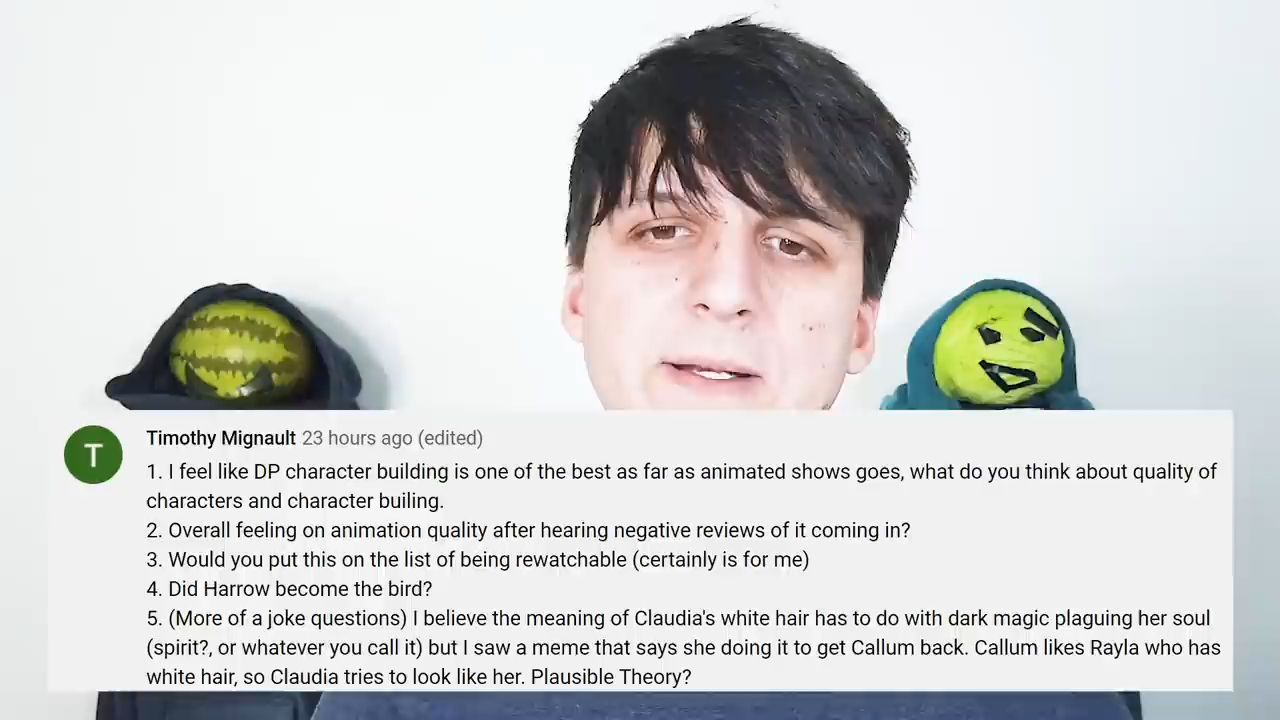 T
Timothy Mignault 23 hours ago (edited)
1. I feel like DP character building is one of the best as far as animated shows goes, what do you think about quality of
characters and character builing.
2. Overall feeling on animation quality after hearing negative reviews of it coming in?
3. Would you put this on the list of being rewatchable (certainly is for me)
4. Did Harrow become the bird?
5. (More of a joke questions) I believe the meaning of Claudia's white hair has to do with dark magic plaguing her soul
(spirit?, or whatever you call it) but I saw a meme that says she doing it to get Callum back. Callum likes Rayla who has
white hair, so Claudia tries to look like her. Plausible Theory?